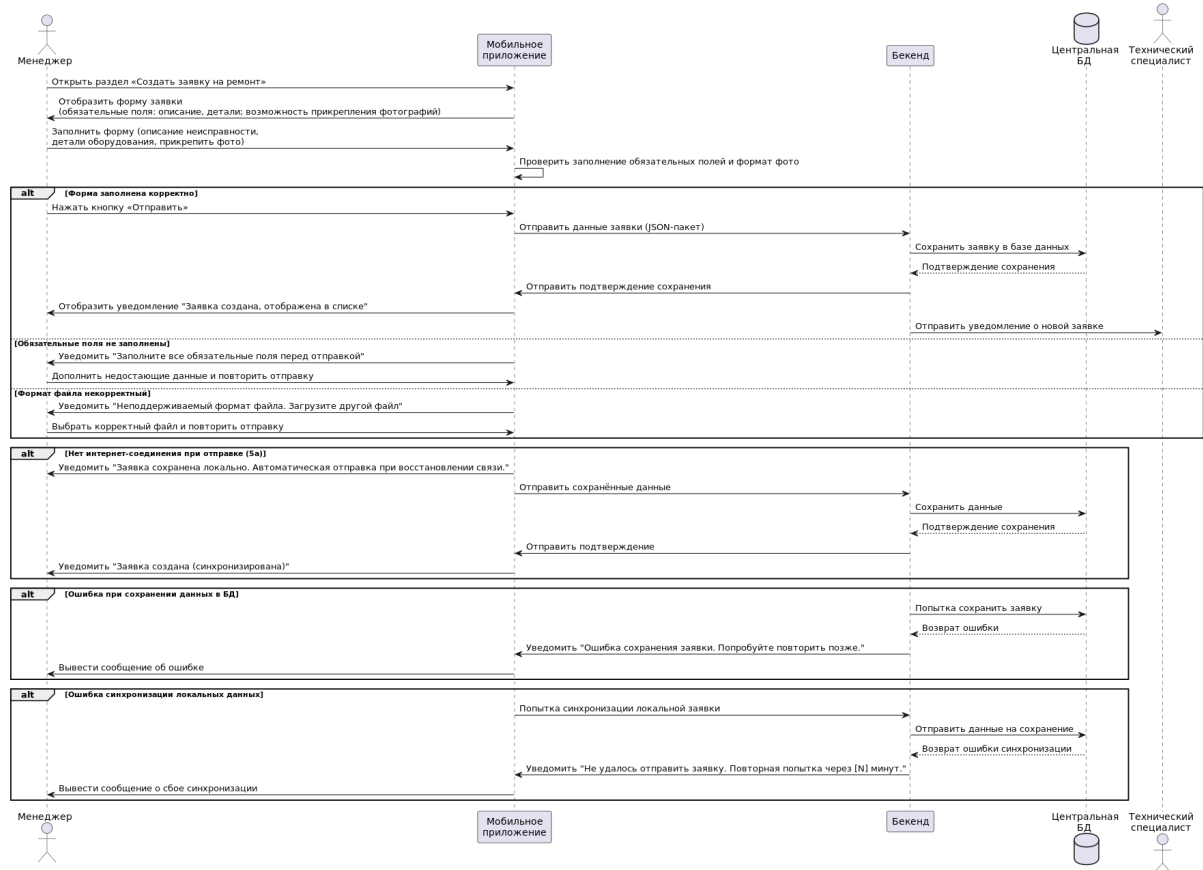 Менеджер
Мобильное
приложение
Бекенд
Центральная
БД
Технический
специалист
Открыть раздел «Создать заявку на ремонт»
Отобразить форму заявки
(обязательные поля: описание, детали; возможность прикрепления фотографий)
Заполнить форму (описание неисправности,
детали оборудования, прикрепить фото)
Проверить заполнение обязательных полей и формат фото
alt [Форма заполнена корректно]
Нажать кнопку «Отправить»
Отправить данные заявки (JSON-пакет)
Сохранить заявку в базе данных
Подтверждение сохранения
Отправить подтверждение сохранения
Отобразить уведомление "Заявка создана, отображена в списке"
Отправить уведомление о новой заявке
[Обязательные поля не заполнены]
Уведомить "Заполните все обязательные поля перед отправкой"
Дополнить недостающие данные и повторить отправку
[Формат файла некорректный]
Уведомить "Неподдерживаемый формат файла. Загрузите другой файл"
Выбрать корректный файл и повторить отправку
alt [Нет интернет-соединения при отправке (5a)]
Уведомить "Заявка сохранена локально. Автоматическая отправка при восстановлении связи."
Отправить сохранённые данные
Сохранить данные
Подтверждение сохранения
Отправить подтверждение
Уведомить "Заявка создана (синхронизирована)"
alt [Ошибка при сохранении данных в БД]
Попытка сохранить заявку
Возврат ошибки
Уведомить "Ошибка сохранения заявки. Попробуйте повторить позже."
Вывести сообщение об ошибке
alt [Ошибка синхронизации локальных данных]
Попытка синхронизации локальной заявки
Отправить данные на сохранение
Возврат ошибки синхронизации
Уведомить "Не удалось отправить заявку. Повторная попытка через [N] минут."
Вывести сообщение о сбое синхронизации
Менеджер
Мобильное
приложение
Бекенд
Центральная
БД
Технический
специалист